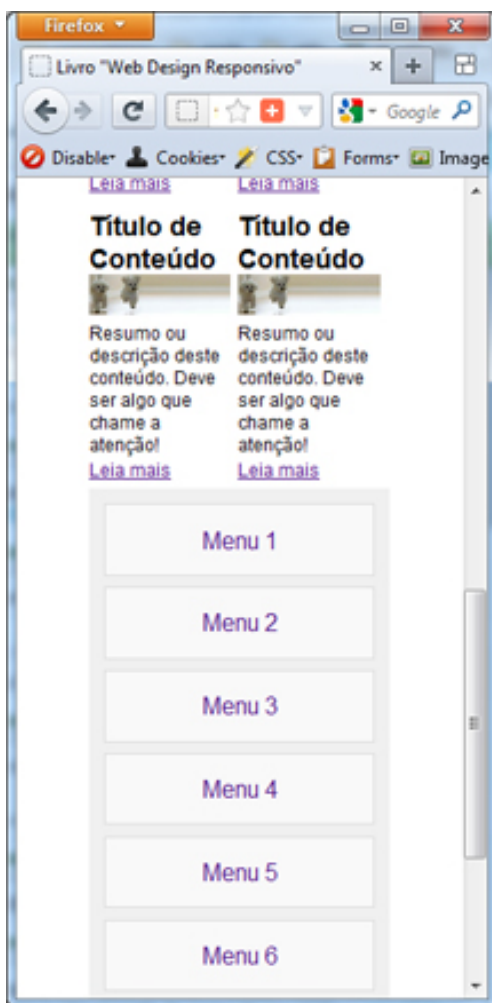 Firefox
Livro "Web Design Responsivo"
Google
Disable Cookies CSS Forms Image
Leia mais
Leia mais
Título de
Conteúdo
Resumo ou
descrição deste
conteúdo. Deve
ser algo que
chame a
atenção!
Leia mais
Título de
Conteúdo
Resumo ou
descrição deste
conteúdo. Deve
ser algo que
chame a
atenção!
Leia mais
Menu 1
Menu 2
Menu 3
Menu 4
Menu 5
Menu 6